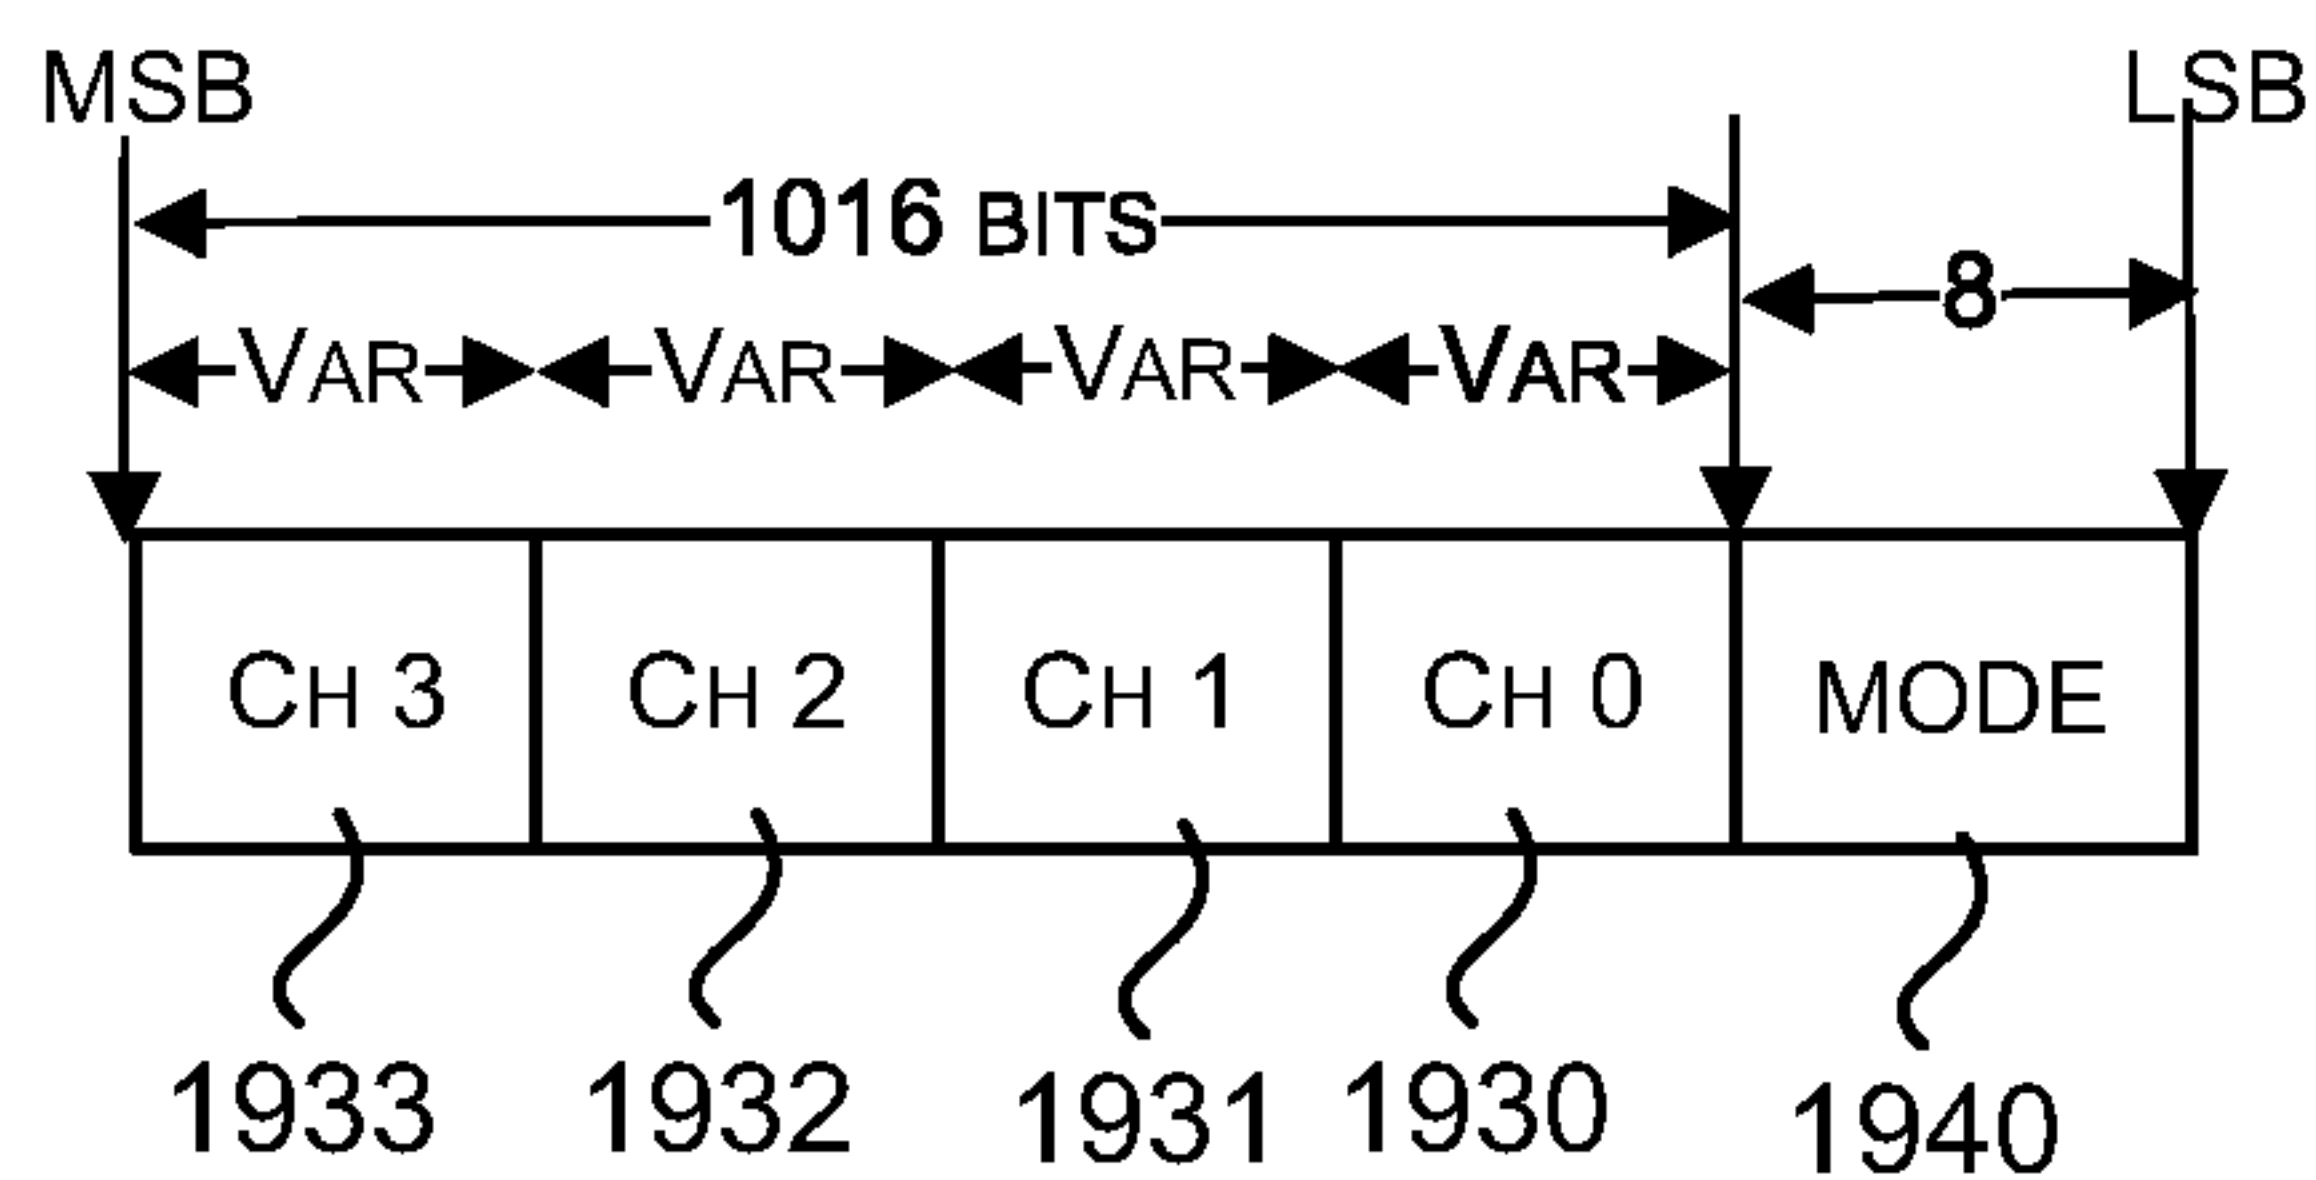 MSB LSB
1016 BITS
8
VAR VAR VAR VAR
CH 3 CH 2 CH 1 CH 0 MODE
1933 1932 1931 1930 1940